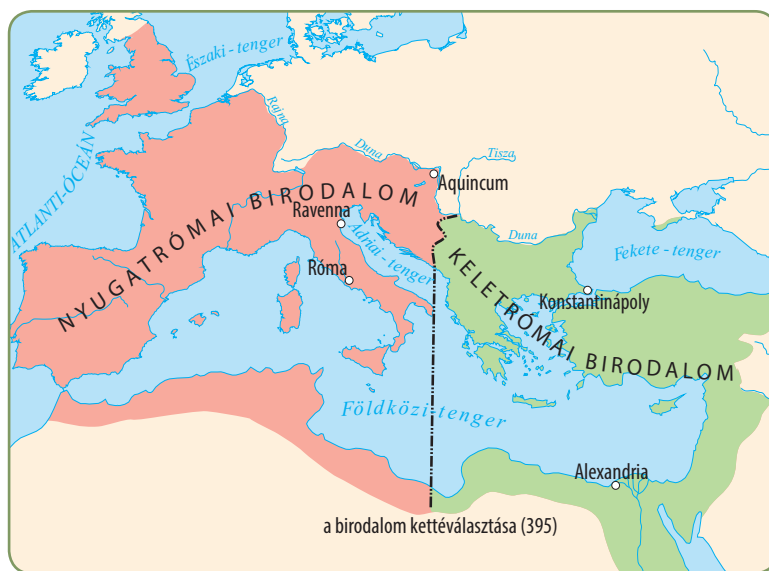 Északi-tenger
Rajna
Duna
Tisza
ATLANTI-ÓCEÁN
Aquincum
NYUGATRÓMAI BIRODALOM
Ravenna
Adriai-tenger
Duna
Fekete-tenger
Róma
KELETRÓMAI BIRODALOM
Konstantinápoly
Földközi-tenger
Alexandria
a birodalom kettéválasztása (395)